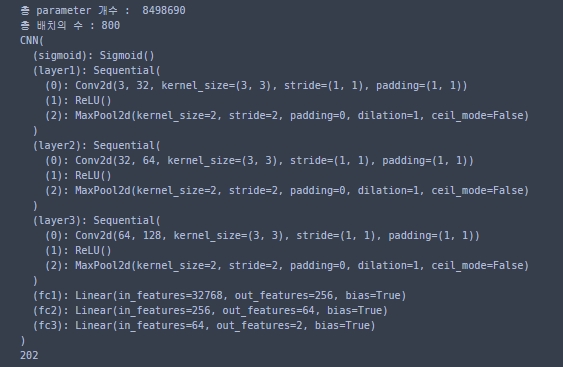 총 parameter 개수 :  8498690
총 배치의 수 : 800
CNN(
  (sigmoid): Sigmoid()
  (layer1): Sequential(
    (0): Conv2d(3, 32, kernel_size=(3, 3), stride=(1, 1), padding=(1, 1))
    (1): ReLU()
    (2): MaxPool2d(kernel_size=2, stride=2, padding=0, dilation=1, ceil_mode=False)
  )
  (layer2): Sequential(
    (0): Conv2d(32, 64, kernel_size=(3, 3), stride=(1, 1), padding=(1, 1))
    (1): ReLU()
    (2): MaxPool2d(kernel_size=2, stride=2, padding=0, dilation=1, ceil_mode=False)
  )
  (layer3): Sequential(
    (0): Conv2d(64, 128, kernel_size=(3, 3), stride=(1, 1), padding=(1, 1))
    (1): ReLU()
    (2): MaxPool2d(kernel_size=2, stride=2, padding=0, dilation=1, ceil_mode=False)
  )
  (fc1): Linear(in_features=32768, out_features=256, bias=True)
  (fc2): Linear(in_features=256, out_features=64, bias=True)
  (fc3): Linear(in_features=64, out_features=2, bias=True)
)
202